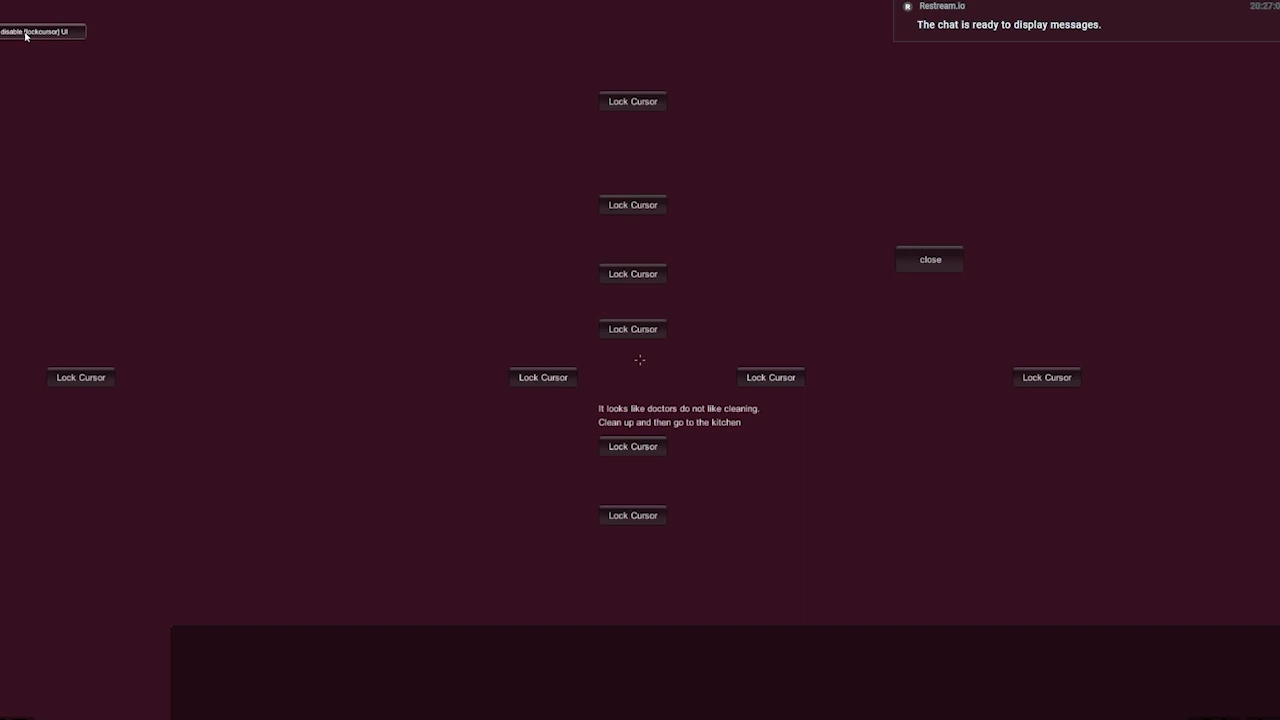 Restream.io
The chat is ready to display messages.
disable [lockcursor] UI
Lock Cursor
Lock Cursor
close
Lock Cursor
Lock Cursor
Lock Cursor
Lock Cursor
Lock Cursor
Lock Cursor
It looks like doctors do not like cleaning.
Clean up and then go to the kitchen
Lock Cursor
Lock Cursor